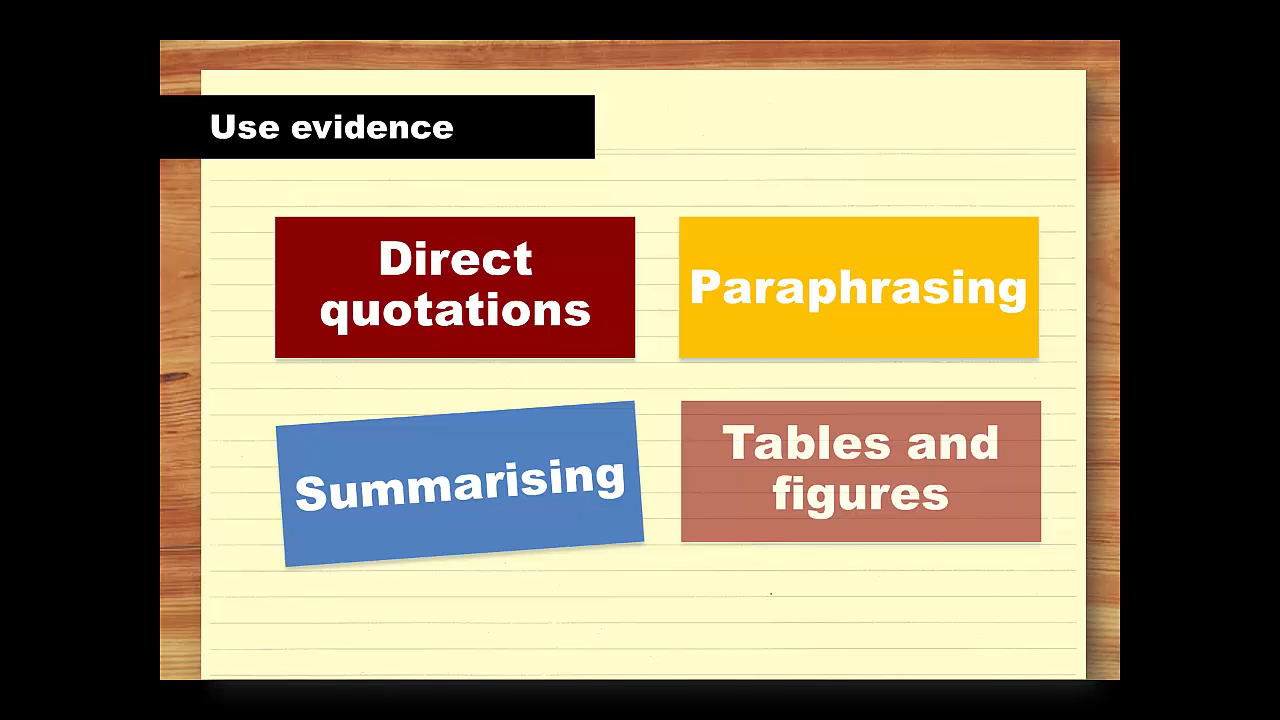 Use evidence
Direct
quotations
Paraphrasing
Summarising
Tables and
figures